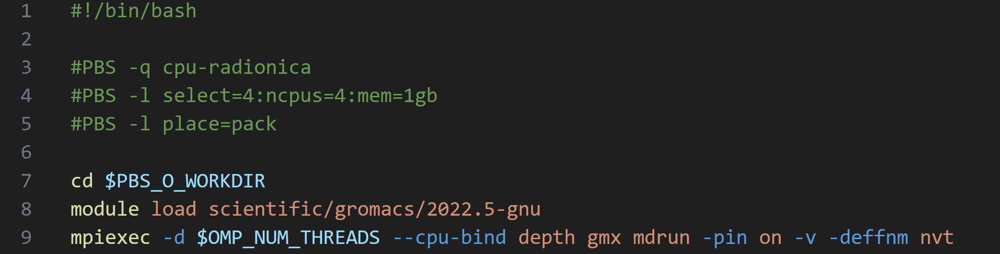 1 #!/bin/bash
2
3 #PBS -q cpu-radionica
4 #PBS -l select=4:ncpus=4:mem=1gb
5 #PBS -l place=pack
6
7 cd $PBS_O_WORKDIR
8 module load scientific/gromacs/2022.5-gnu
9 mpiexec -d $OMP_NUM_THREADS --cpu-bind depth gmx mdrun -pin on -v -deffnm nvt